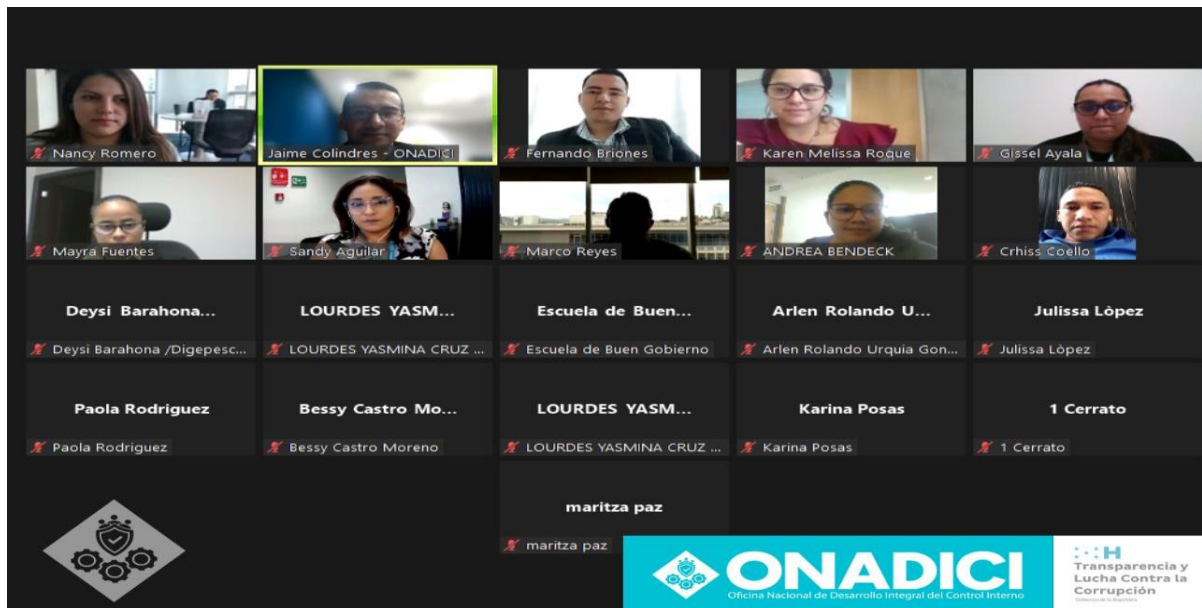 Nancy Romero
Jaime Colindres - ONADICI
Fernando Briones
Karen Melissa Roque
Gissel Ayala
Mayra Fuentes
Sandy Aguilar
Marco Reyes
ANDREA BENDECK
Crhiss Coello
Deysi Barahona...
LOURDES YASM...
Escuela de Buen...
Arlen Rolando U...
Julissa Lòpez
Deysi Barahona /Digepesc...
LOURDES YASMINA CRUZ ...
Escuela de Buen Gobierno
Arlen Rolando Urquia Gon...
Julissa Lòpez
Paola Rodriguez
Bessy Castro Mo...
LOURDES YASM...
Karina Posas
1 Cerrato
Paola Rodriguez
Bessy Castro Moreno
LOURDES YASMINA CRUZ ...
Karina Posas
1 Cerrato
maritza paz
maritza paz
ONADICI
Oficina Nacional de Desarrollo Integral del Control Interno
H
Transparencia y
Lucha Contra la
Corrupción